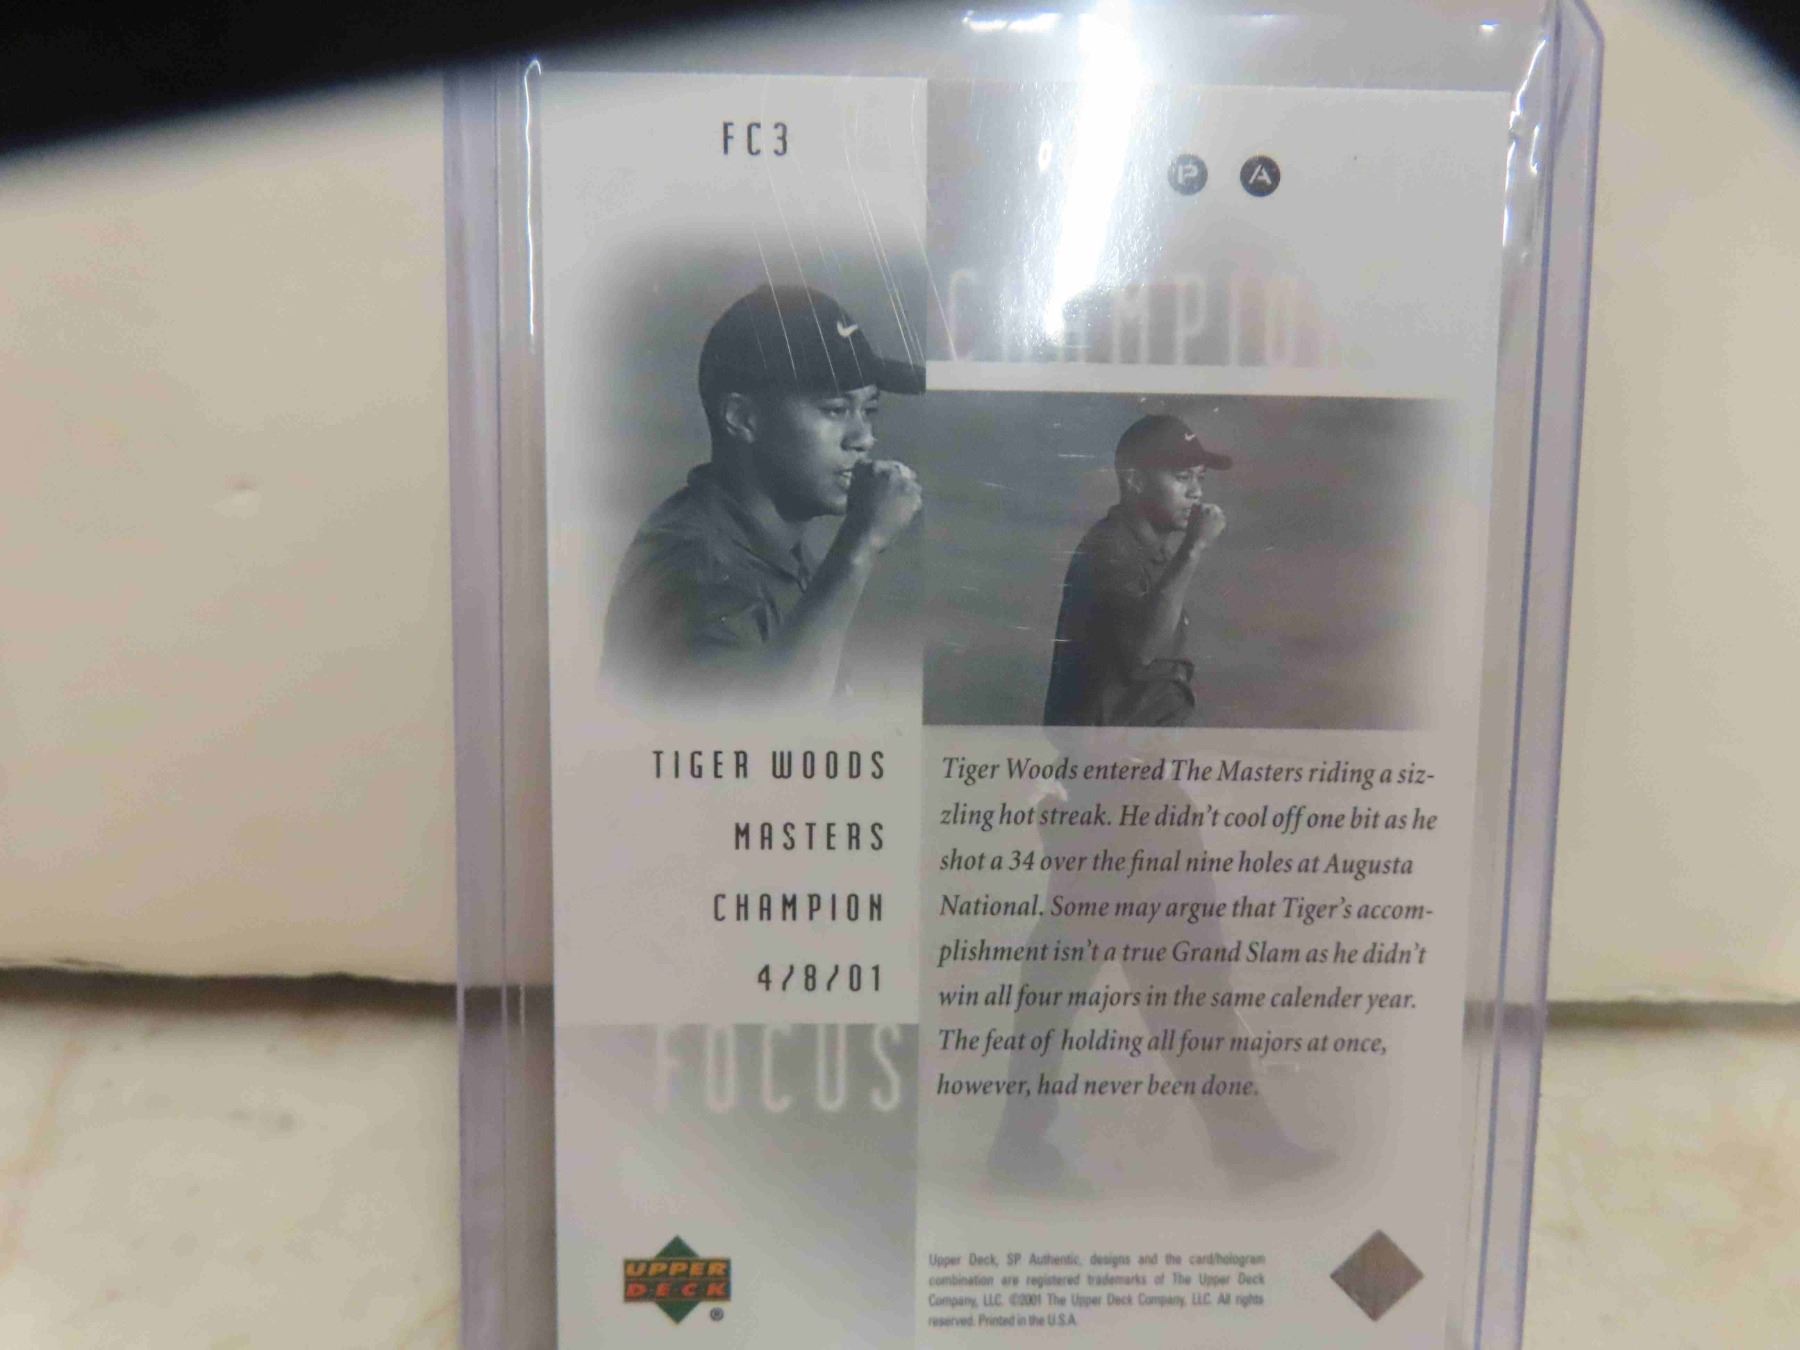 FC3
P A
CHAMPION
TIGER WOODS
MASTERS
CHAMPION
4/8/01
FOCUS
Tiger Woods entered The Masters riding a siz-
zling hot streak. He didn't cool off one bit as he
shot a 34 over the final nine holes at Augusta
National. Some may argue that Tiger's accom-
plishment isn't a true Grand Slam as he didn't
win all four majors in the same calender year.
The feat of holding all four majors at once,
however, had never been done.
UPPER
DECK
®
Upper Deck, SP Authentic, designs and the card/hologram
combination are registered trademarks of The Upper Deck
Company, LLC. ©2001 The Upper Deck Company, LLC. All rights
reserved. Printed in the U.S.A.